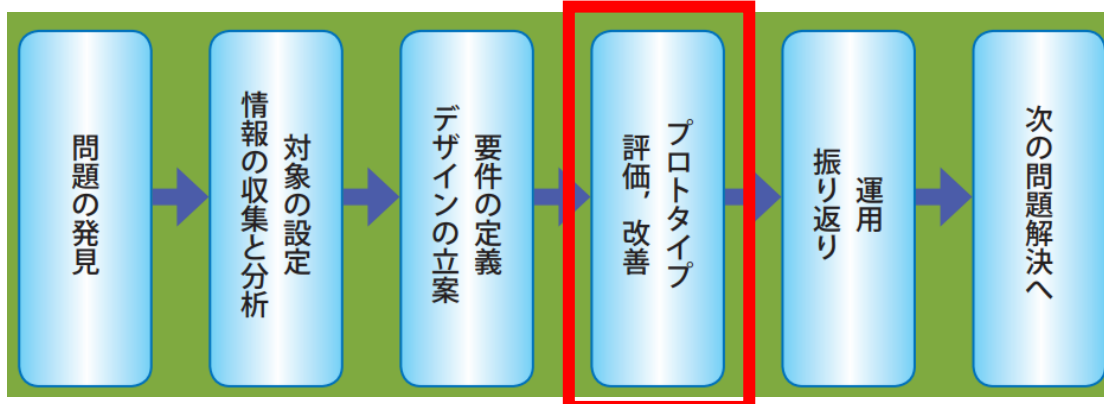 問題の発見
対象の設定
情報の収集と分析
要件の定義
デザインの立案
プロトタイプ
評価，改善
運用
振り返り
次の問題解決へ